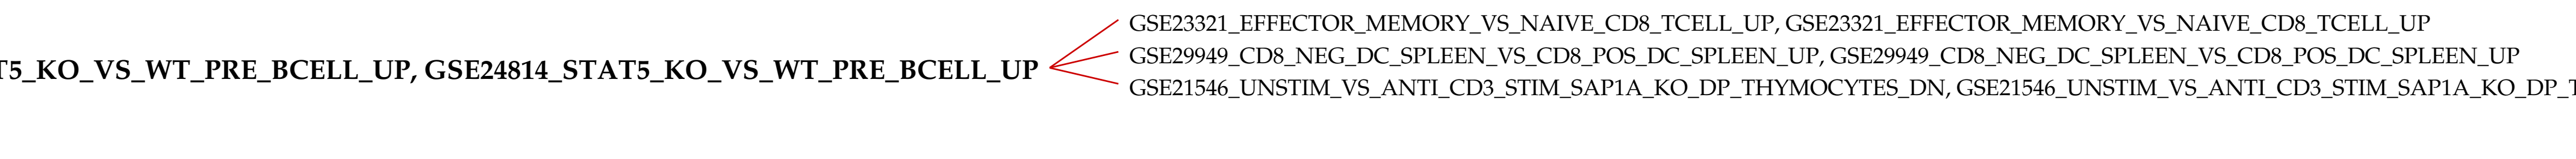 GSE23321_EFFECTOR_MEMORY_VS_NAIVE_CD8_TCELL_UP, GSE23321_EFFECTOR_MEMORY_VS_NAIVE_CD8_TCELL_UP
GSE29949_CD8_NEG_DC_SPLEEN_VS_CD8_POS_DC_SPLEEN_UP, GSE29949_CD8_NEG_DC_SPLEEN_VS_CD8_POS_DC_SPLEEN_UP
T5_KO_VS_WT_PRE_BCELL_UP, GSE24814_STAT5_KO_VS_WT_PRE_BCELL_UP
GSE21546_UNSTIM_VS_ANTI_CD3_STIM_SAP1A_KO_DP_THYMOCYTES_DN, GSE21546_UNSTIM_VS_ANTI_CD3_STIM_SAP1A_KO_DP_T